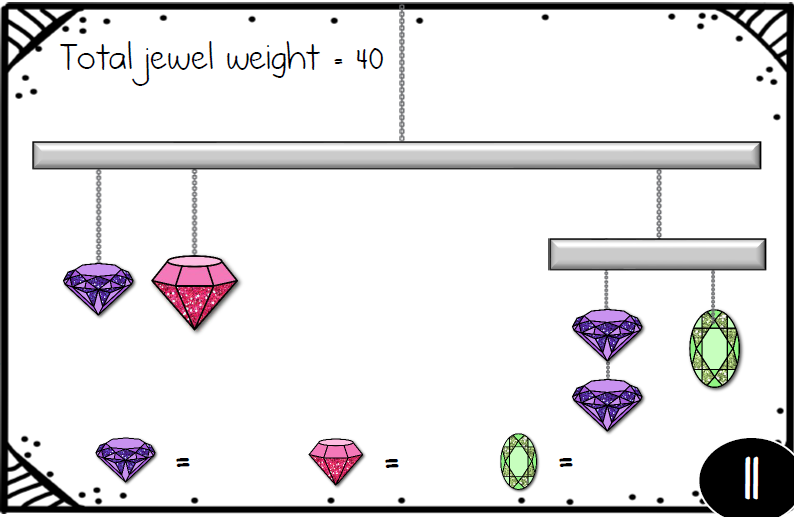 Total jewel weight = 40
= = =
11